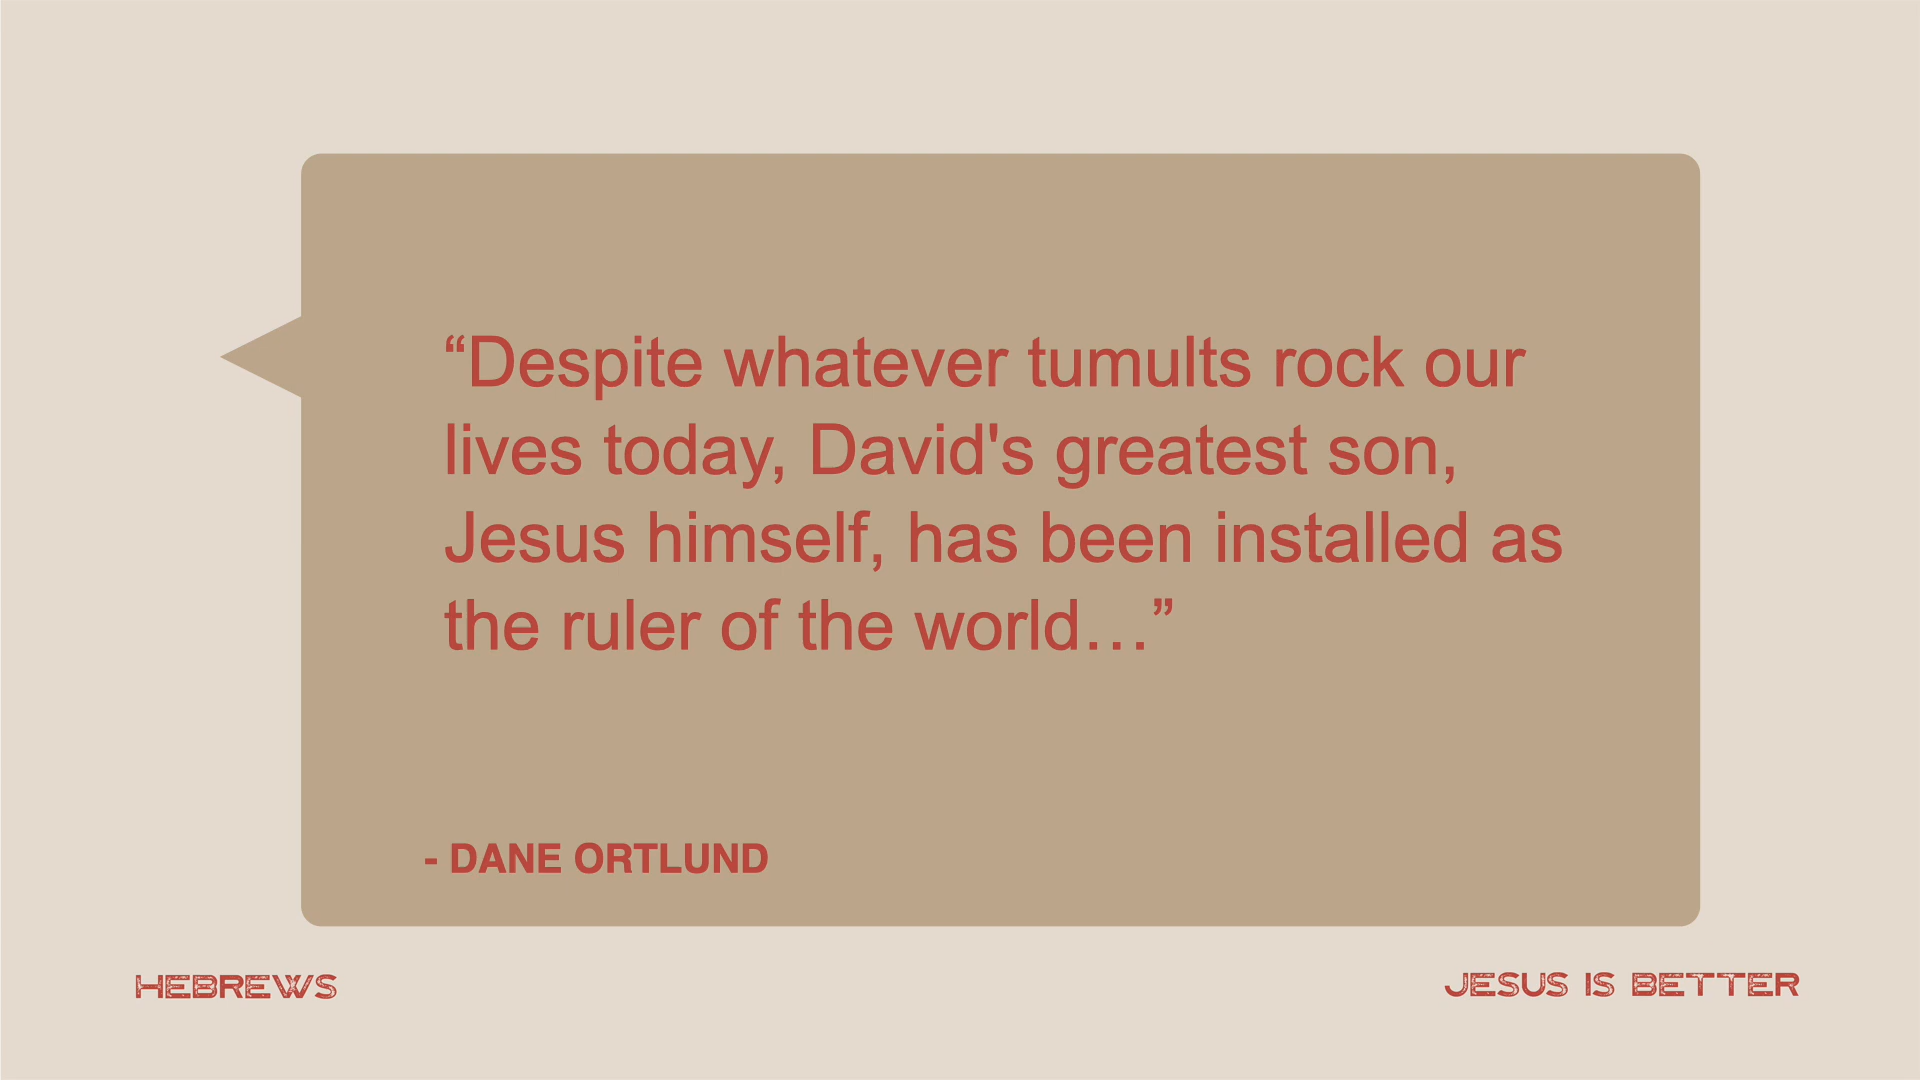 “Despite whatever tumults rock our
lives today, David's greatest son,
Jesus himself, has been installed as
the ruler of the world…”
- DANE ORTLUND
HEBREWS
JESUS IS BETTER